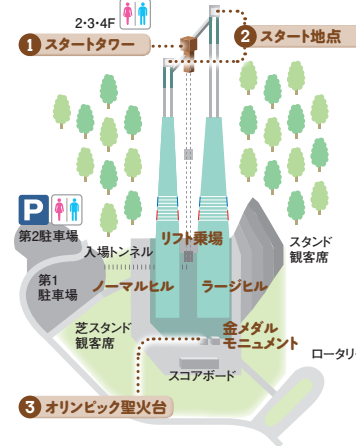 2・3・4F
1 スタートタワー
2 スタート地点
P
第2駐車場
入場トンネル
リフト乗場
スタンド
観客席
第1
駐車場
ノーマルヒル
ラージヒル
芝スタンド
観客席
金メダル
モニュメント
ロータリ
スコアボード
3 オリンピック聖火台